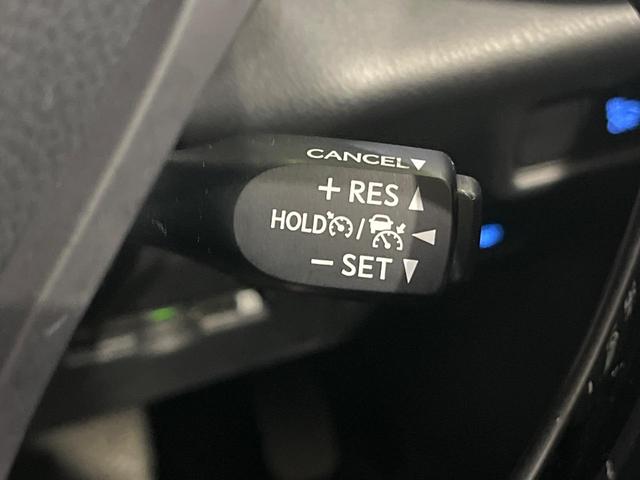 CANCEL
+ RES
HOLD /
− SET